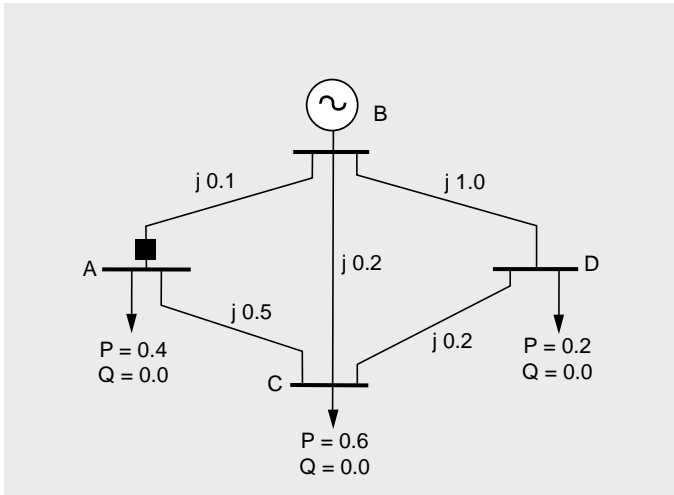 B
j 0.1
j 1.0
A
D
j 0.2
j 0.5
j 0.2
P = 0.4
Q = 0.0
P = 0.2
Q = 0.0
C
P = 0.6
Q = 0.0